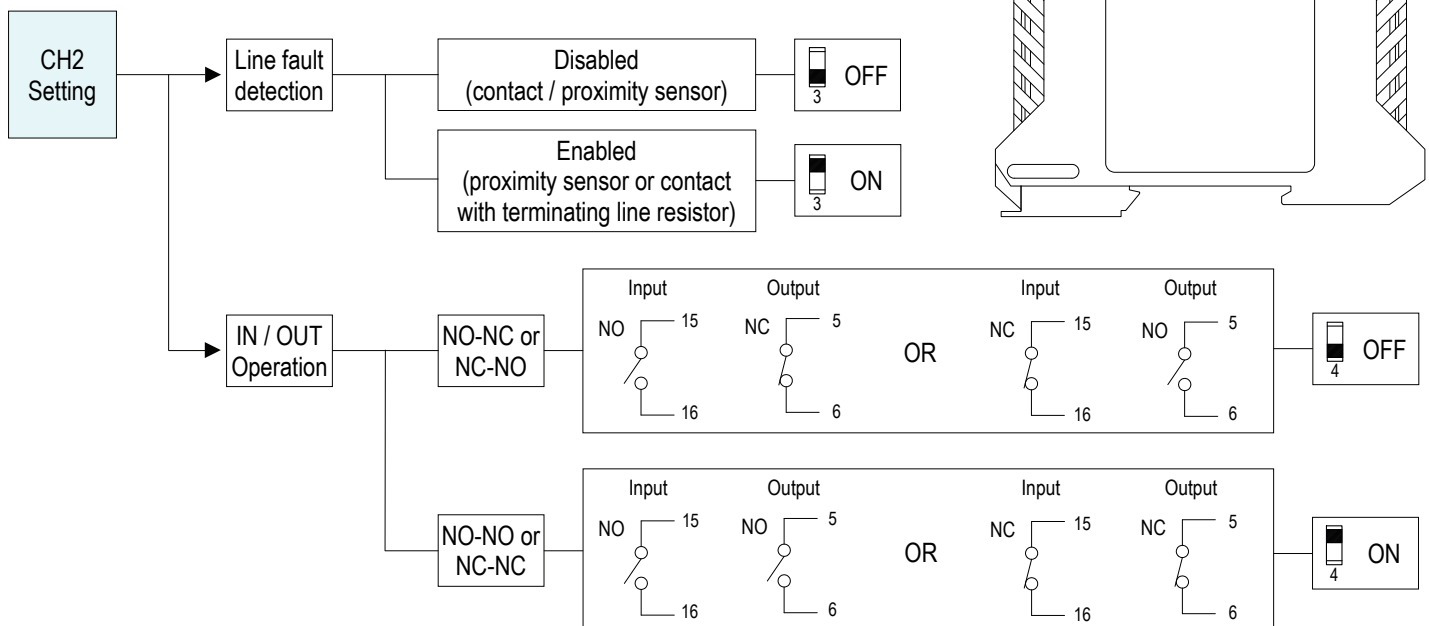 CH2
Setting
Line fault
detection
Disabled
(contact / proximity sensor)
3
OFF
Enabled
(proximity sensor or contact
with terminating line resistor)
3
ON
IN / OUT
Operation
NO-NC or
NC-NO
Input
Output
NO
15
16
NC
5
6
OR
Input
Output
NC
15
16
NO
5
6
4
OFF
NO-NO or
NC-NC
Input
Output
NO
15
16
NO
5
6
OR
Input
Output
NC
15
16
NC
5
6
4
ON